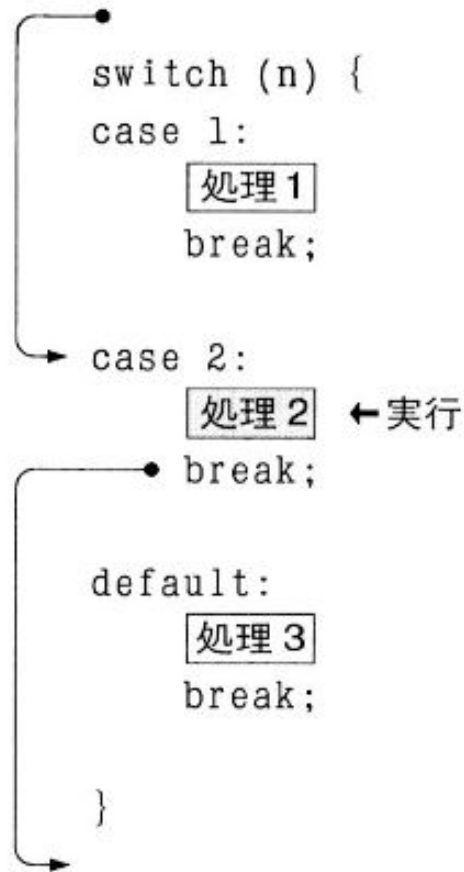 switch (n) {
case 1:
処理1
break;
case 2:
処理2 ←実行
break;
default:
処理3
break;
}